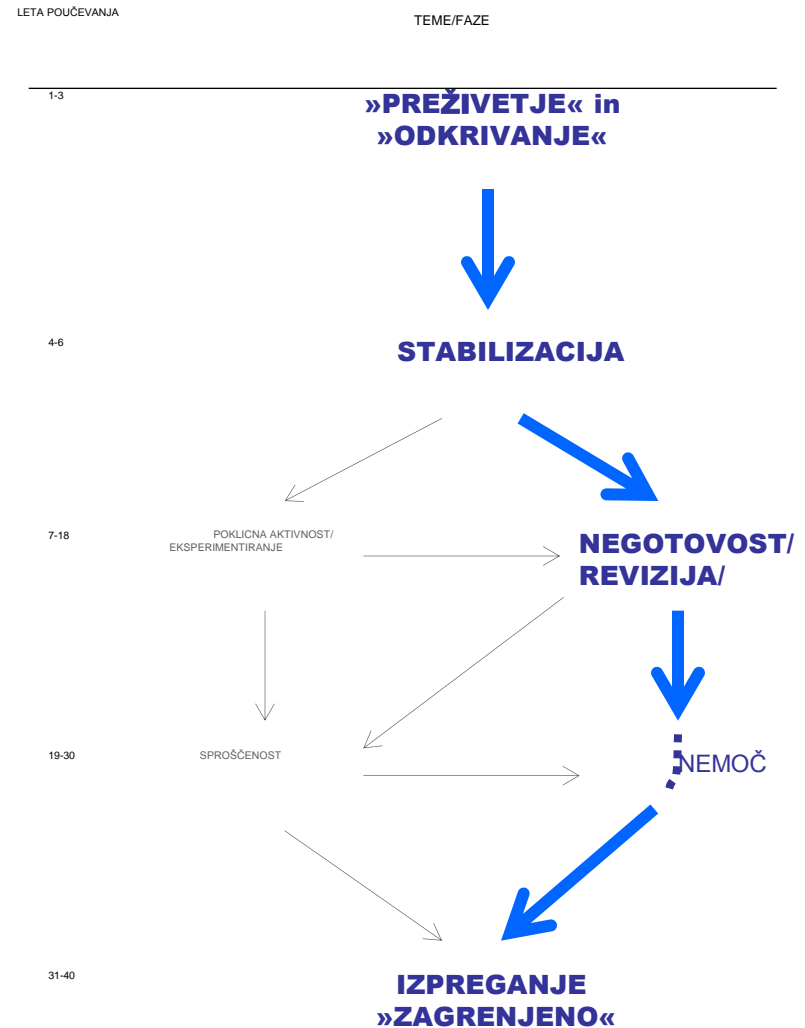 LETA POUČEVANJA
TEME/FAZE
1-3
»PREŽIVETJE« in
»ODKRIVANJE«
4-6
STABILIZACIJA
7-18
POKLICNA AKTIVNOST/
EKSPERIMENTIRANJE
NEGOTOVOST/
REVIZIJA/
19-30
SPROŠČENOST
NEMOČ
31-40
IZPREGANJE
»ZAGRENJENO«